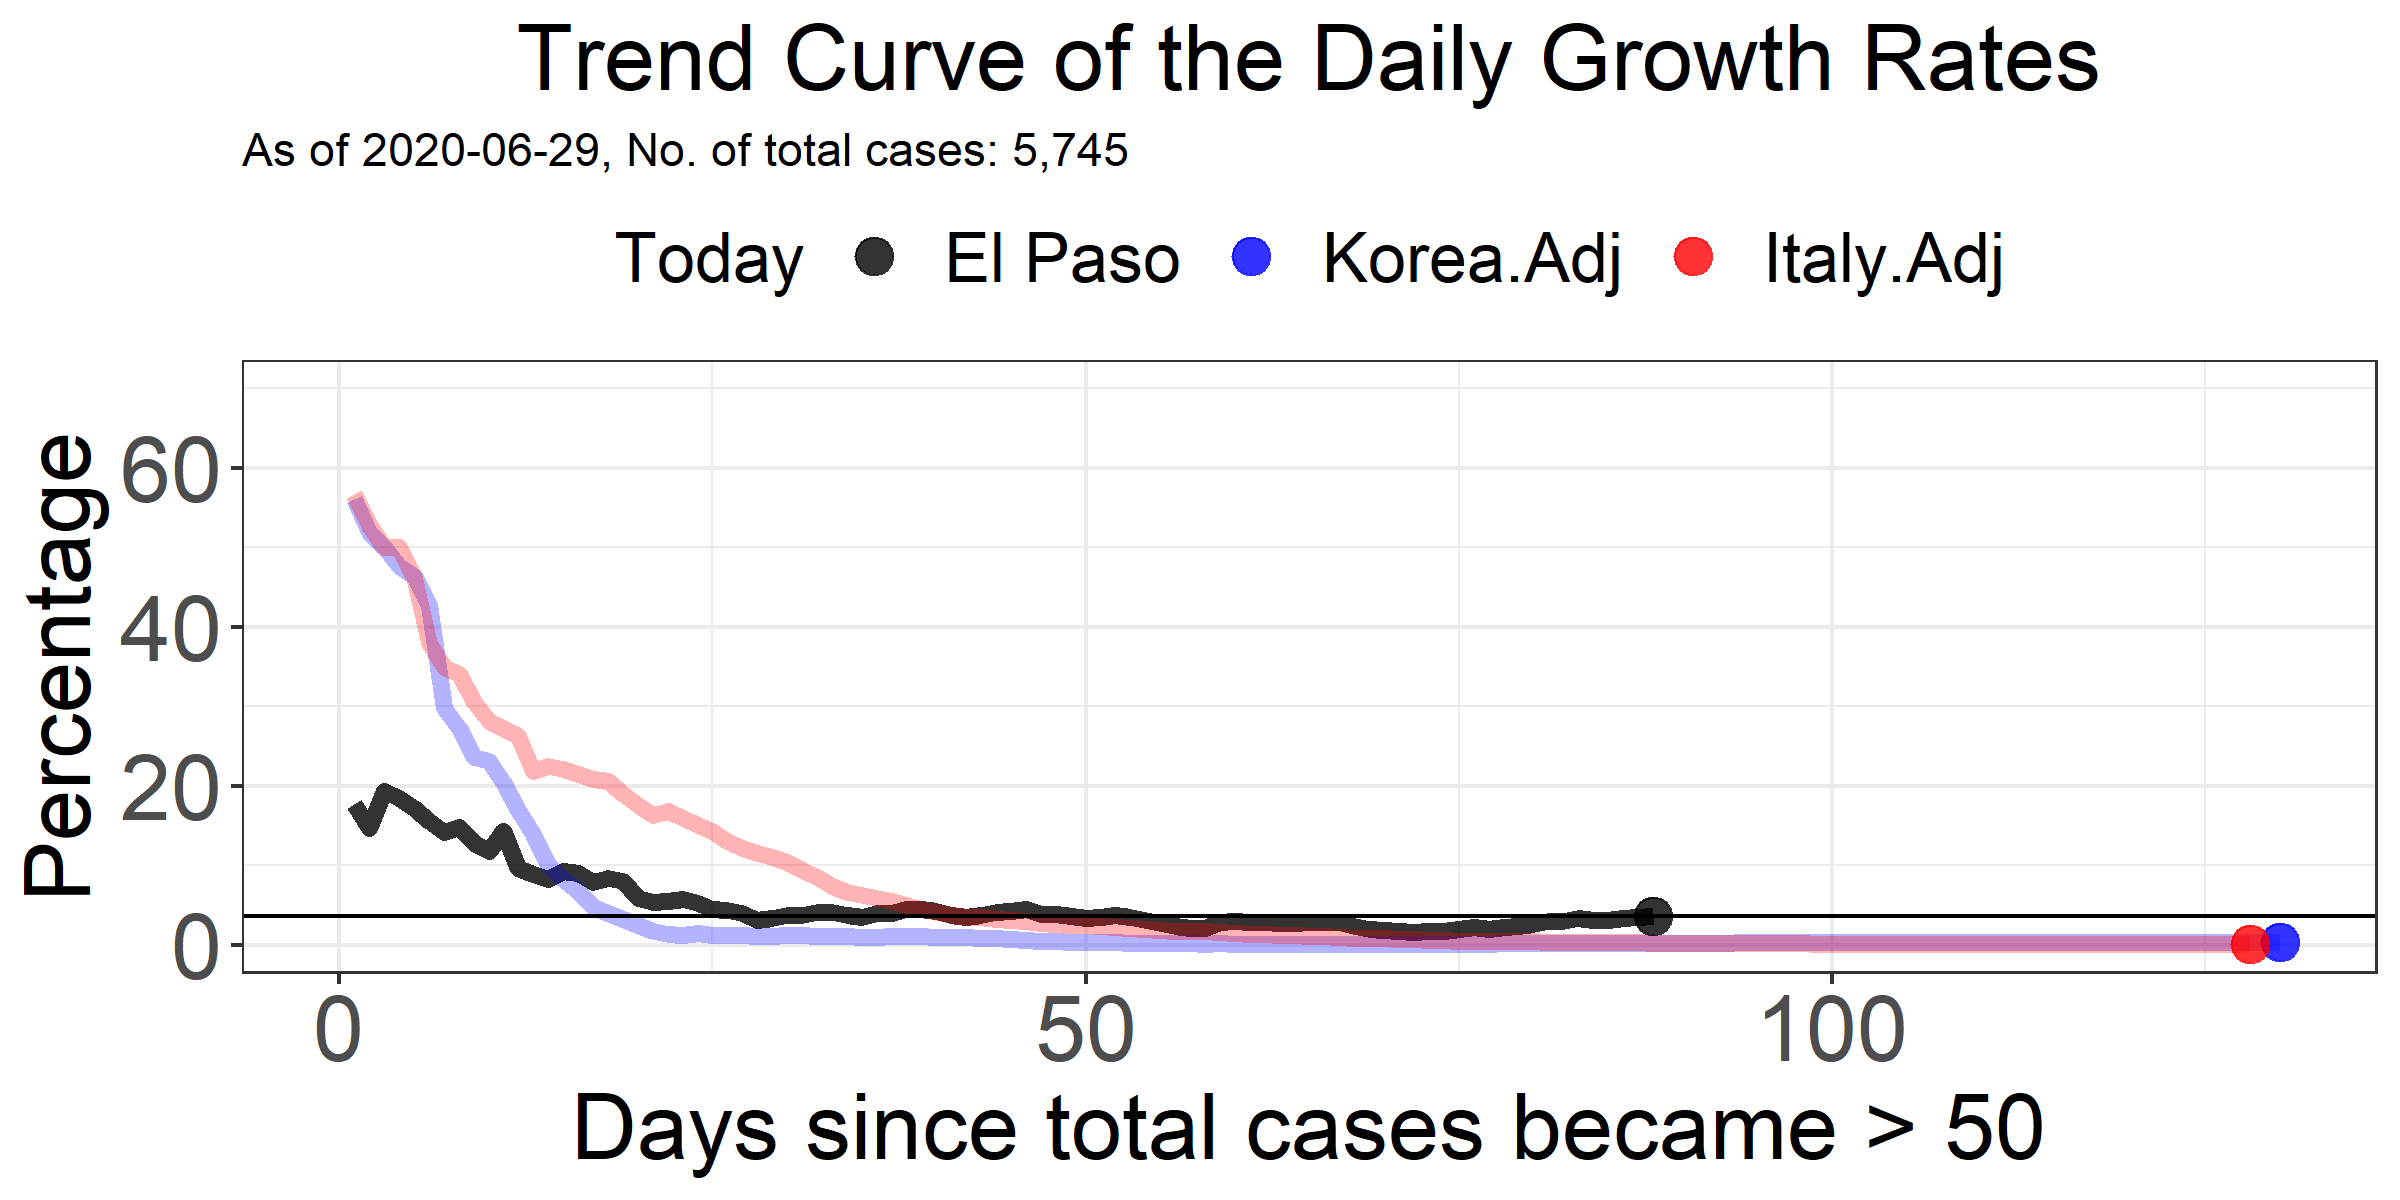 Trend Curve of the Daily Growth Rates
As of 2020-06-29, No. of total cases: 5,745
Today El Paso Korea.Adj Italy.Adj
Percentage
60
40
20
0
0 50 100
Days since total cases became > 50